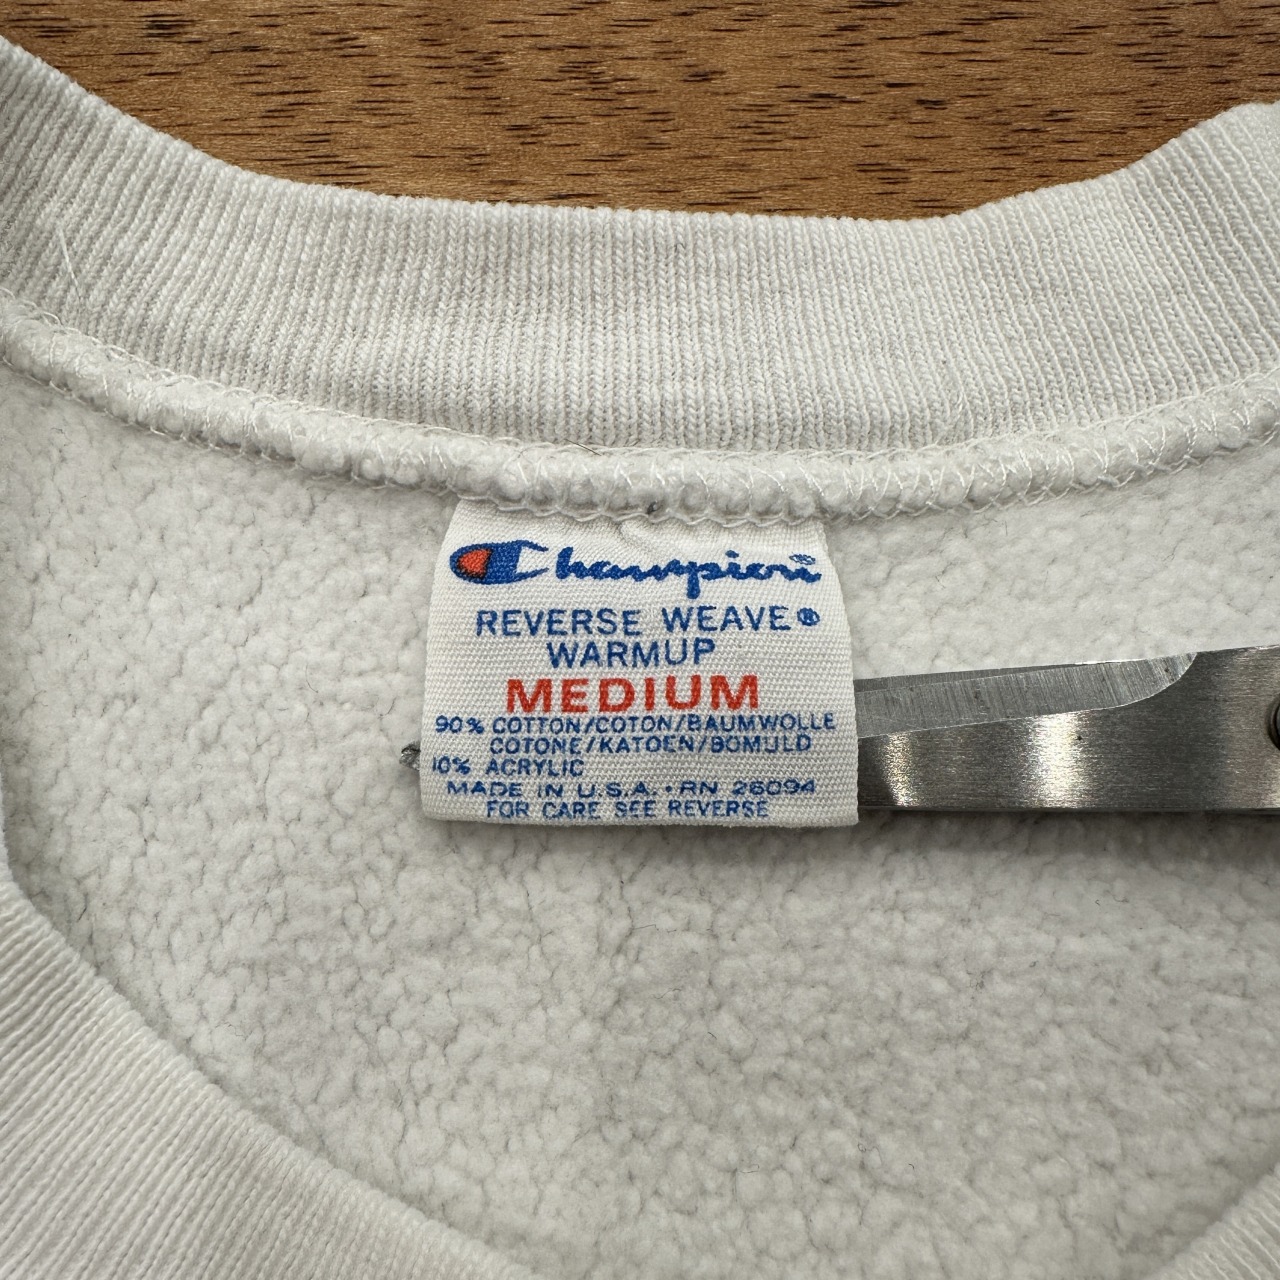 Champion®
REVERSE WEAVE®
WARMUP
MEDIUM
90% COTTON/COTON/BAUMWOLLE
COTONE/KATOEN/BOMULD
10% ACRYLIC
MADE IN U.S.A. • RN 26094
FOR CARE SEE REVERSE